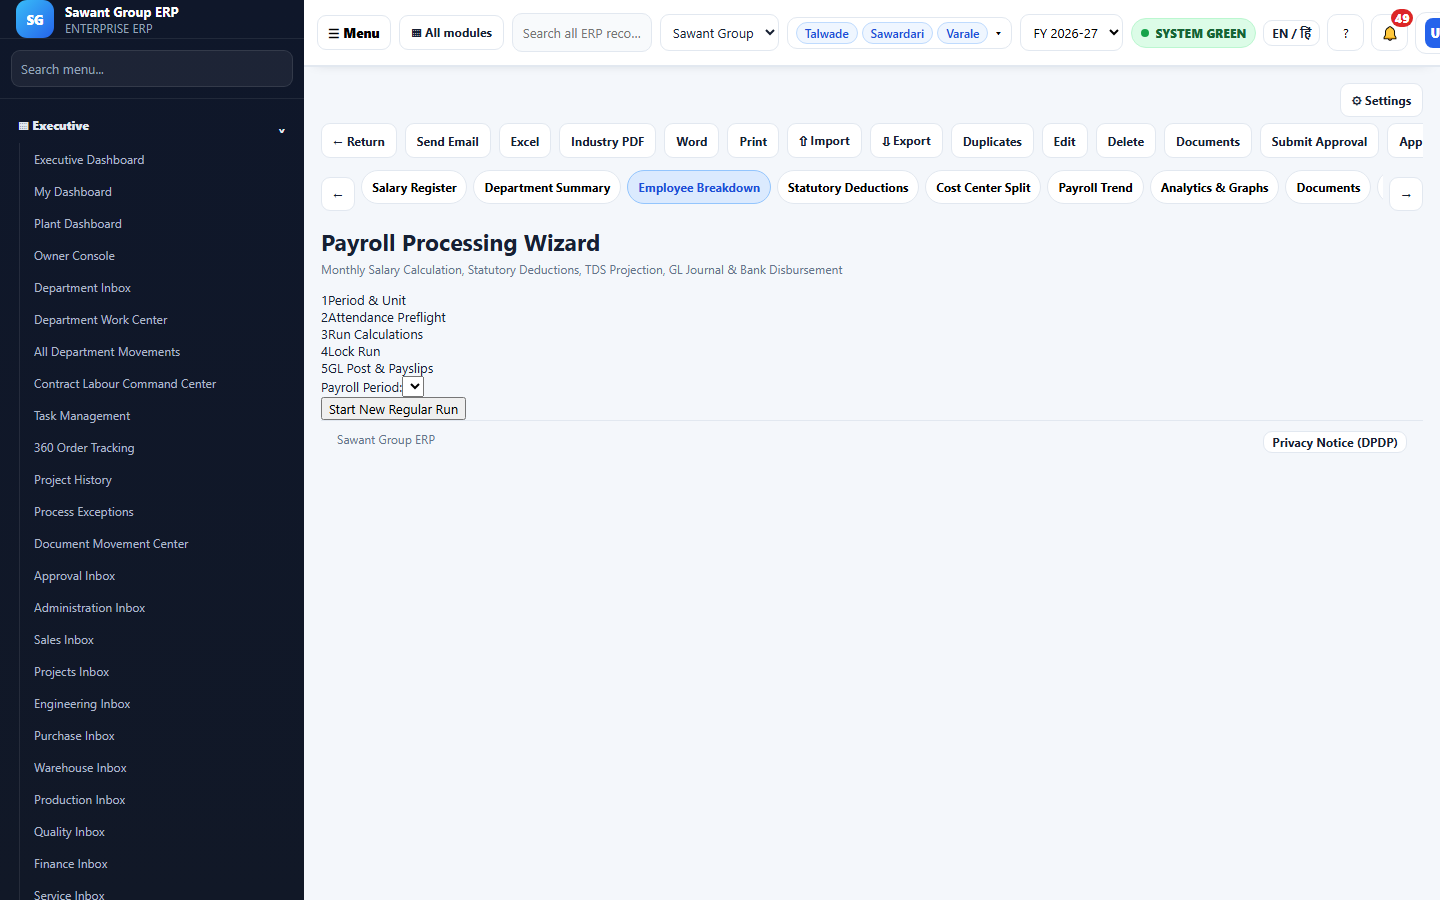 SG
Sawant Group ERP
ENTERPRISE ERP
☰ Menu
All modules
Search all ERP reco...
Sawant Group
Talwade
Sawardari
Varale
FY 2026-27
SYSTEM GREEN
EN / हिं
?
49
U
Search menu...
⚙ Settings
Executive
Executive Dashboard
My Dashboard
Plant Dashboard
Owner Console
Department Inbox
Department Work Center
All Department Movements
Contract Labour Command Center
Task Management
360 Order Tracking
Project History
Process Exceptions
Document Movement Center
Approval Inbox
Administration Inbox
Sales Inbox
Projects Inbox
Engineering Inbox
Purchase Inbox
Warehouse Inbox
Production Inbox
Quality Inbox
Finance Inbox
Service Inbox
← Return
Send Email
Excel
Industry PDF
Word
Print
⇧ Import
⇩ Export
Duplicates
Edit
Delete
Documents
Submit Approval
App
←
Salary Register
Department Summary
Employee Breakdown
Statutory Deductions
Cost Center Split
Payroll Trend
Analytics & Graphs
Documents
→
Payroll Processing Wizard
Monthly Salary Calculation, Statutory Deductions, TDS Projection, GL Journal & Bank Disbursement
1Period & Unit
2Attendance Preflight
3Run Calculations
4Lock Run
5GL Post & Payslips
Payroll Period:
Start New Regular Run
Sawant Group ERP
Privacy Notice (DPDP)